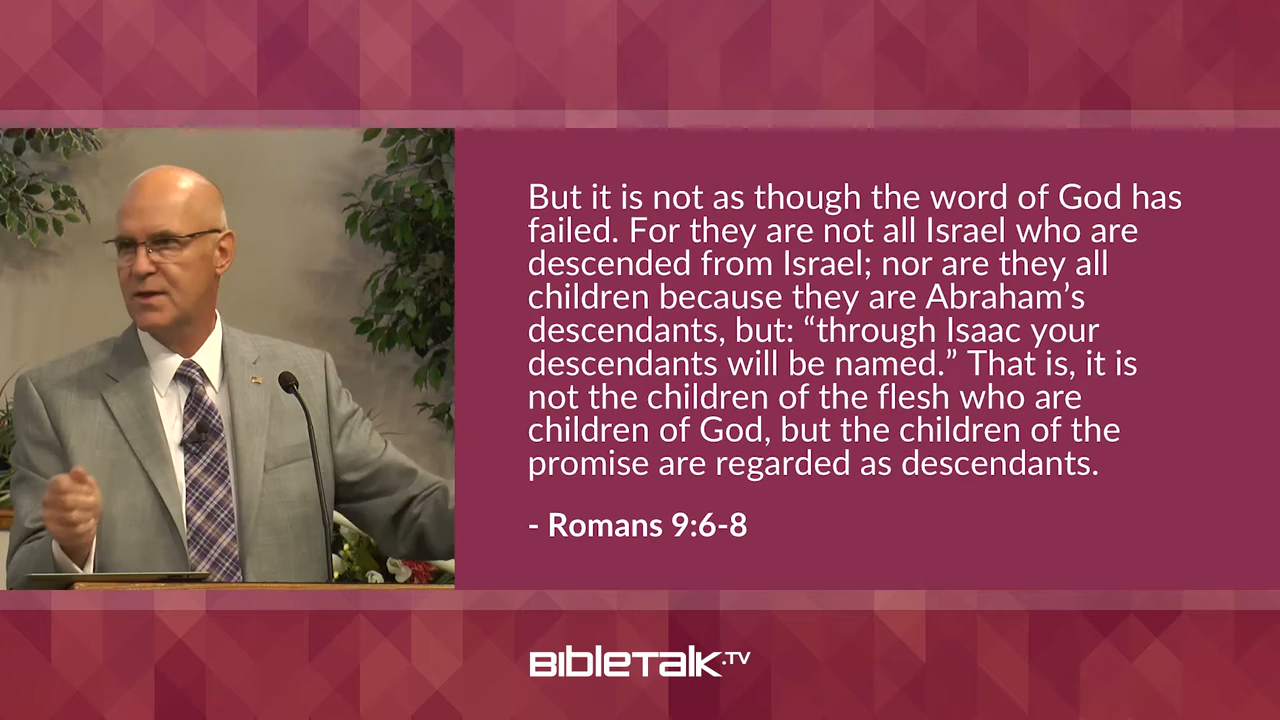 But it is not as though the word of God has
failed. For they are not all Israel who are
descended from Israel; nor are they all
children because they are Abraham’s
descendants, but: “through Isaac your
descendants will be named.” That is, it is
not the children of the flesh who are
children of God, but the children of the
promise are regarded as descendants.
- Romans 9:6-8
BIBLETALK.TV